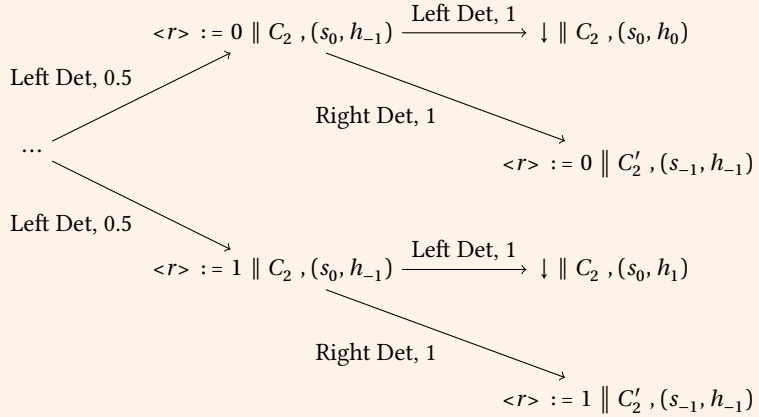 <r> := 0 ∥ C₂ , (s₀, h₋₁)
Left Det, 1
↓ ∥ C₂ , (s₀, h₀)
Left Det, 0.5
Right Det, 1
...
<r> := 0 ∥ C₂′ , (s₋₁, h₋₁)
Left Det, 0.5
<r> := 1 ∥ C₂ , (s₀, h₋₁)
Left Det, 1
↓ ∥ C₂ , (s₀, h₁)
Right Det, 1
<r> := 1 ∥ C₂′ , (s₋₁, h₋₁)